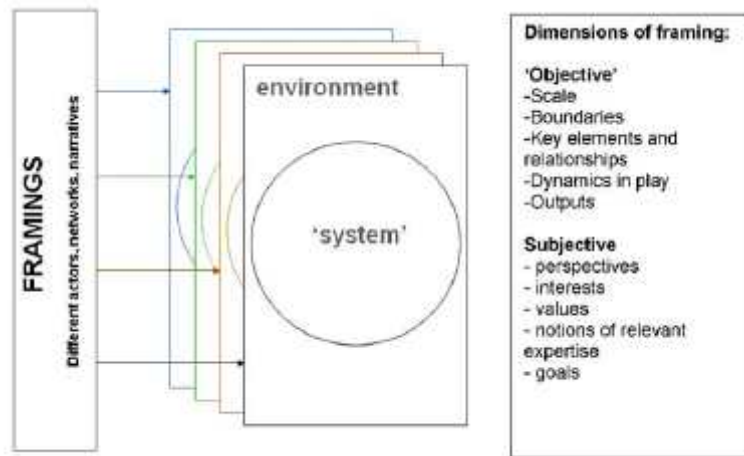 FRAMINGS
Different actors, networks, narratives
environment
'system'
Dimensions of framing:
'Objective'
-Scale
-Boundaries
-Key elements and
relationships
-Dynamics in play
-Outputs
Subjective
- perspectives
- interests
- values
- notions of relevant
expertise
- goals